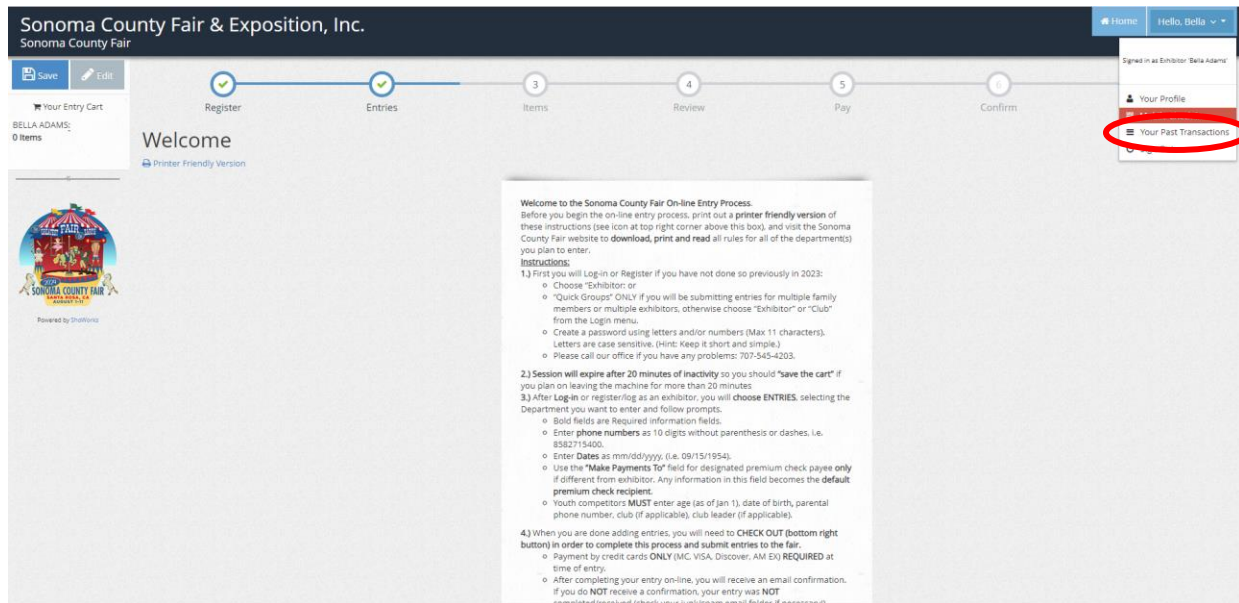 Sonoma County Fair & Exposition, Inc.
Sonoma County Fair
Home
Hello, Bella
Signed in as Exhibitor 'Bella Adams'
Your Profile
Your Past Transactions
Save
Edit
Your Entry Cart
BELLA ADAMS:
0 Items
Register
Entries
3
Items
4
Review
5
Pay
6
Confirm
Welcome
Printer Friendly Version
FAIR
2024
SONOMA COUNTY FAIR
SANTA ROSA, CA
AUGUST 1-11
Powered by ShoWorks
Welcome to the Sonoma County Fair On-line Entry Process.
Before you begin the on-line entry process, print out a printer friendly version of
these instructions (see icon at top right corner above this box), and visit the Sonoma
County Fair website to download, print and read all rules for all of the department(s)
you plan to enter.
Instructions:
1.) First you will Log-in or Register if you have not done so previously in 2023:
Choose "Exhibitor: or
"Quick Groups" ONLY if you will be submitting entries for multiple family
members or multiple exhibitors, otherwise choose "Exhibitor" or "Club"
from the Login menu.
Create a password using letters and/or numbers (Max 11 characters).
Letters are case sensitive. (Hint: Keep it short and simple.)
Please call our office if you have any problems: 707-545-4203.
2.) Session will expire after 20 minutes of inactivity so you should "save the cart" if
you plan on leaving the machine for more than 20 minutes
3.) After Log-in or register/log as an exhibitor, you will choose ENTRIES, selecting the
Department you want to enter and follow prompts.
Bold fields are Required information fields.
Enter phone numbers as 10 digits without parenthesis or dashes, i.e.
8582715400.
Enter Dates as mm/dd/yyyy, (i.e. 09/15/1954).
Use the "Make Payments To" field for designated premium check payee only
if different from exhibitor. Any information in this field becomes the default
premium check recipient.
Youth competitors MUST enter age (as of Jan 1), date of birth, parental
phone number, club (if applicable), club leader (if applicable).
4.) When you are done adding entries, you will need to CHECK OUT (bottom right
button) in order to complete this process and submit entries to the fair.
Payment by credit cards ONLY (MC, VISA, Discover, AM EX) REQUIRED at
time of entry.
After completing your entry on-line, you will receive an email confirmation.
If you do NOT receive a confirmation, your entry was NOT
completed/received (check your junk/spam email folder if necessary)!